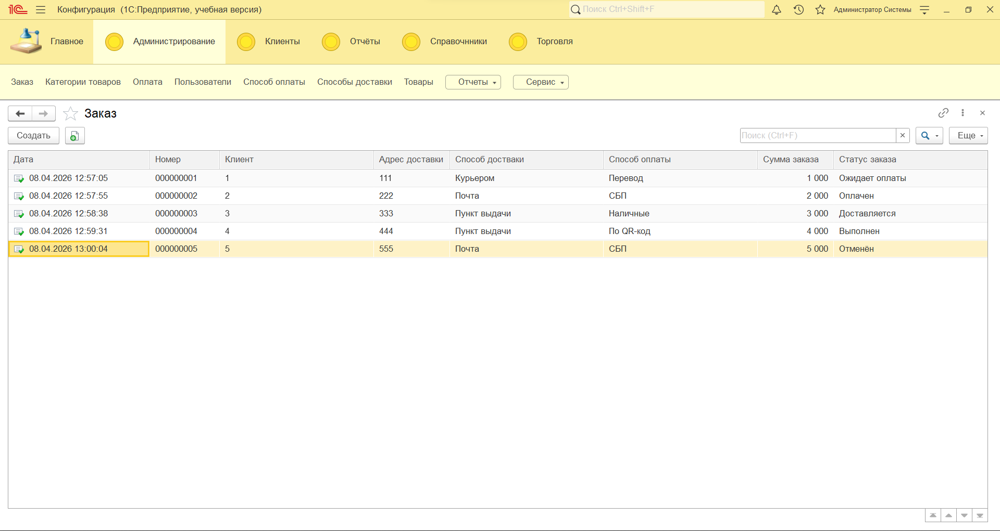 1С Конфигурация (1С:Предприятие, учебная версия) Поиск Ctrl+Shift+F Администратор Системы
Главное Администрирование Клиенты Отчёты Справочнники Торговля
Заказ Категории товаров Оплата Пользователи Способ оплаты Способы доставки Товары Отчеты Сервис
Заказ
Создать Поиск (Ctrl+F) Еще
Дата Номер Клиент Адрес доставки Способ достваки Способ оплаты Сумма заказа Статус заказа
08.04.2026 12:57:05 000000001 1 111 Курьером Перевод 1 000 Ожидает оплаты
08.04.2026 12:57:55 000000002 2 222 Почта СБП 2 000 Оплачен
08.04.2026 12:58:38 000000003 3 333 Пункт выдачи Наличные 3 000 Доставляется
08.04.2026 12:59:31 000000004 4 444 Пункт выдачи По QR-код 4 000 Выполнен
08.04.2026 13:00:04 000000005 5 555 Почта СБП 5 000 Отменён